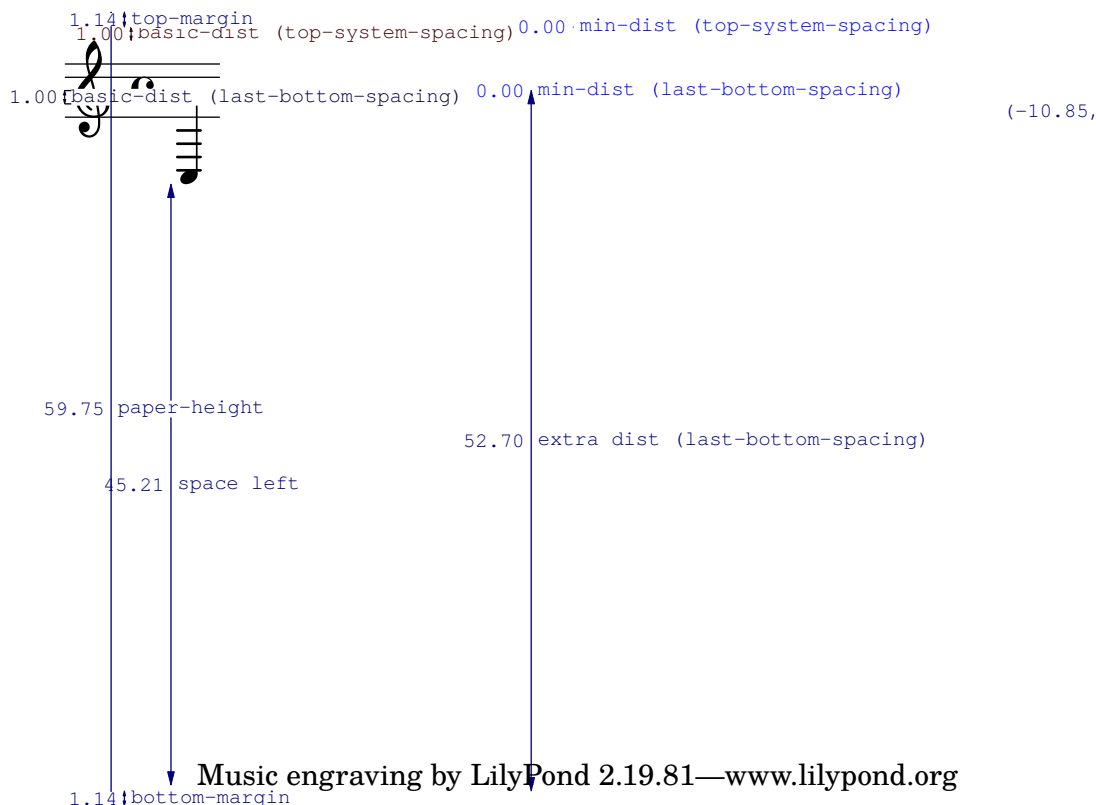 1.14 top-margin
1.00 basic-dist (top-system-spacing) 0.00 min-dist (top-system-spacing)
1.00 basic-dist (last-bottom-spacing) 0.00 min-dist (last-bottom-spacing)
(-10.85,
59.75 paper-height
52.70 extra dist (last-bottom-spacing)
45.21 space left
Music engraving by LilyPond 2.19.81—www.lilypond.org
1.14 bottom-margin